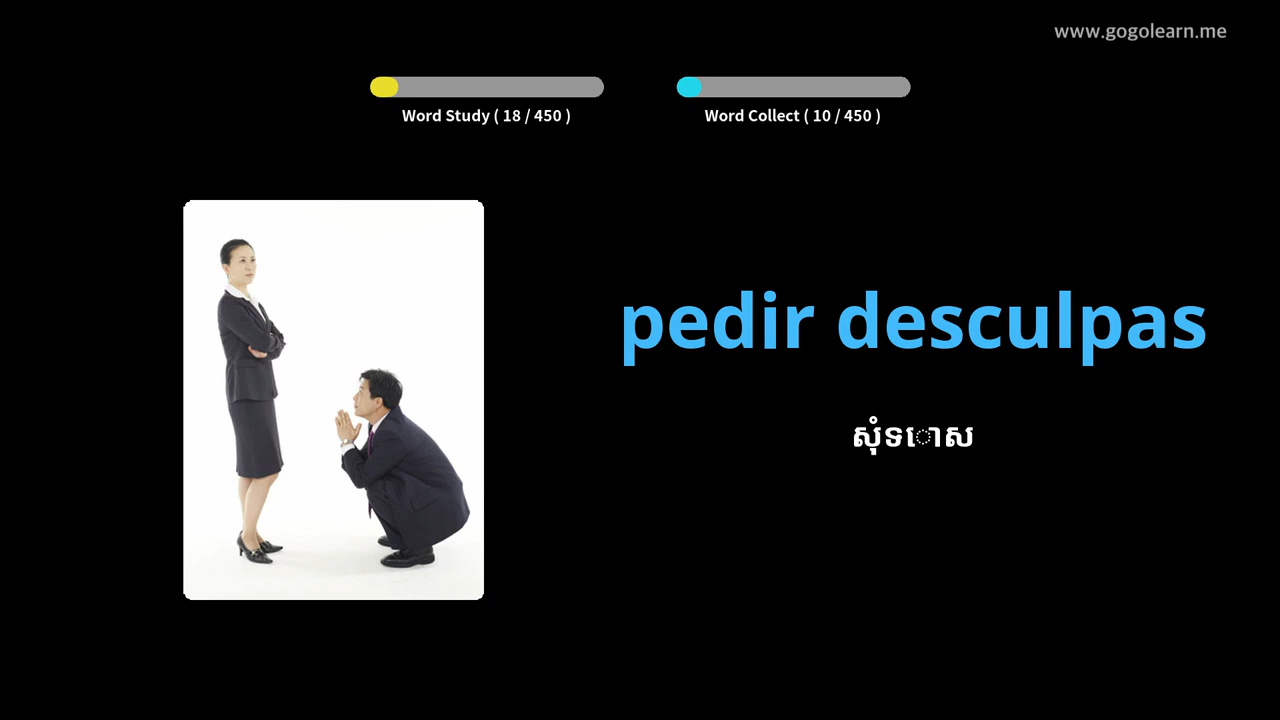 www.gogolearn.me
Word Study ( 18 / 450 )
Word Collect ( 10 / 450 )
pedir desculpas
សុំទោស